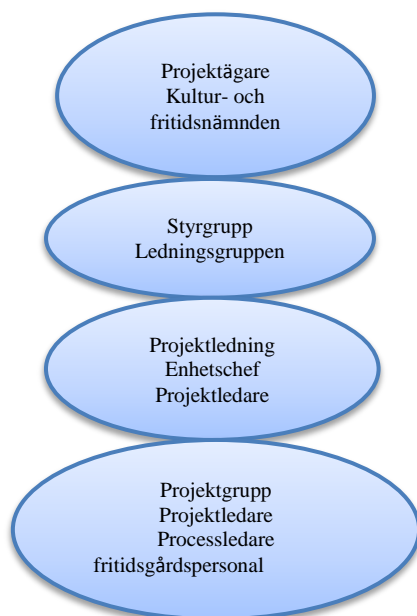 Projektägare
Kultur- och
fritidsnämnden
Styrgrupp
Ledningsgruppen
Projektledning
Enhetschef
Projektledare
Projektgrupp
Projektledare
Processledare
fritidsgårdspersonal